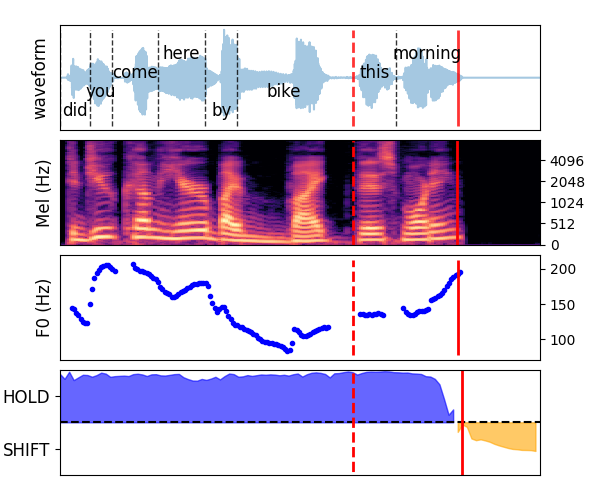 waveform
did you come here by bike this morning
Mel (Hz)
4096
2048
1024
512
0
F0 (Hz)
200
150
100
HOLD
SHIFT